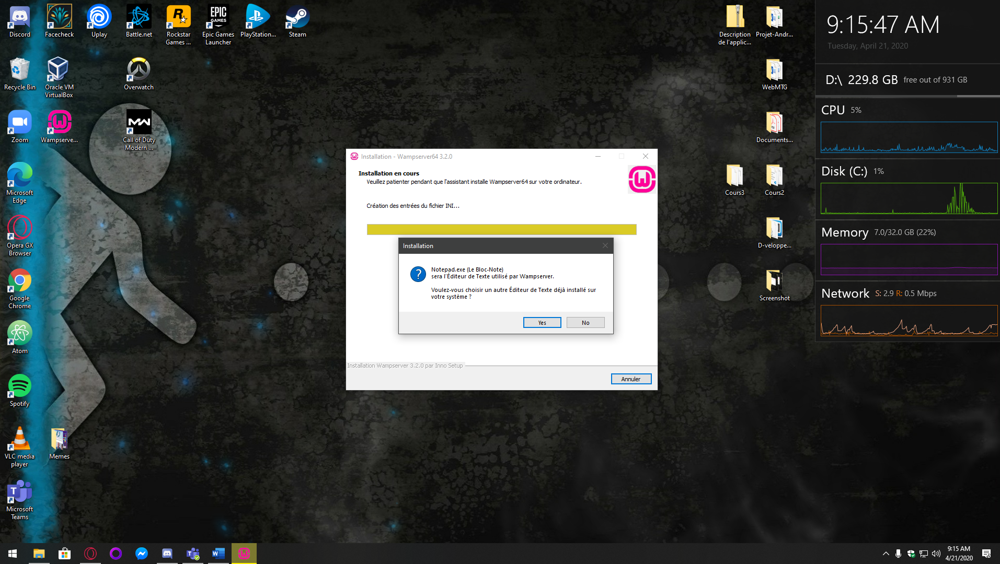 Discord
Facecheck
Uplay
Battle.net
Rockstar
Games ...
EPIC
GAMES
Epic Games
Launcher
PlayStation...
Steam
Recycle Bin
Oracle VM
VirtualBox
Overwatch
Zoom
Wampserve...
MW
Call of Duty
Modern ...
Microsoft
Edge
Opera GX
Browser
Google
Chrome
Atom
Spotify
VLC media
player
Memes
Microsoft
Teams
Description
de l'applic...
Projet-Andr...
WebMTG
Documents...
Cours3
Cours2
D-veloppe...
Screenshot
Installation - Wampserver64 3.2.0
Installation en cours
Veuillez patienter pendant que l'assistant installe Wampserver64 sur votre ordinateur.
Création des entrées du fichier INI...
Installation
Notepad.exe (Le Bloc-Note)
sera l'Éditeur de Texte utilisé par Wampserver.
Voulez-vous choisir un autre Éditeur de Texte déjà installé sur
votre système ?
Yes
No
Installation Wampserver 3.2.0 par Inno Setup
Annuler
9:15:47 AM
Tuesday, April 21, 2020
D:\ 229.8 GB free out of 931 GB
CPU 5%
Disk (C:) 1%
Memory 7.0/32.0 GB (22%)
Network S: 2.9 R: 0.5 Mbps
9:15 AM
4/21/2020